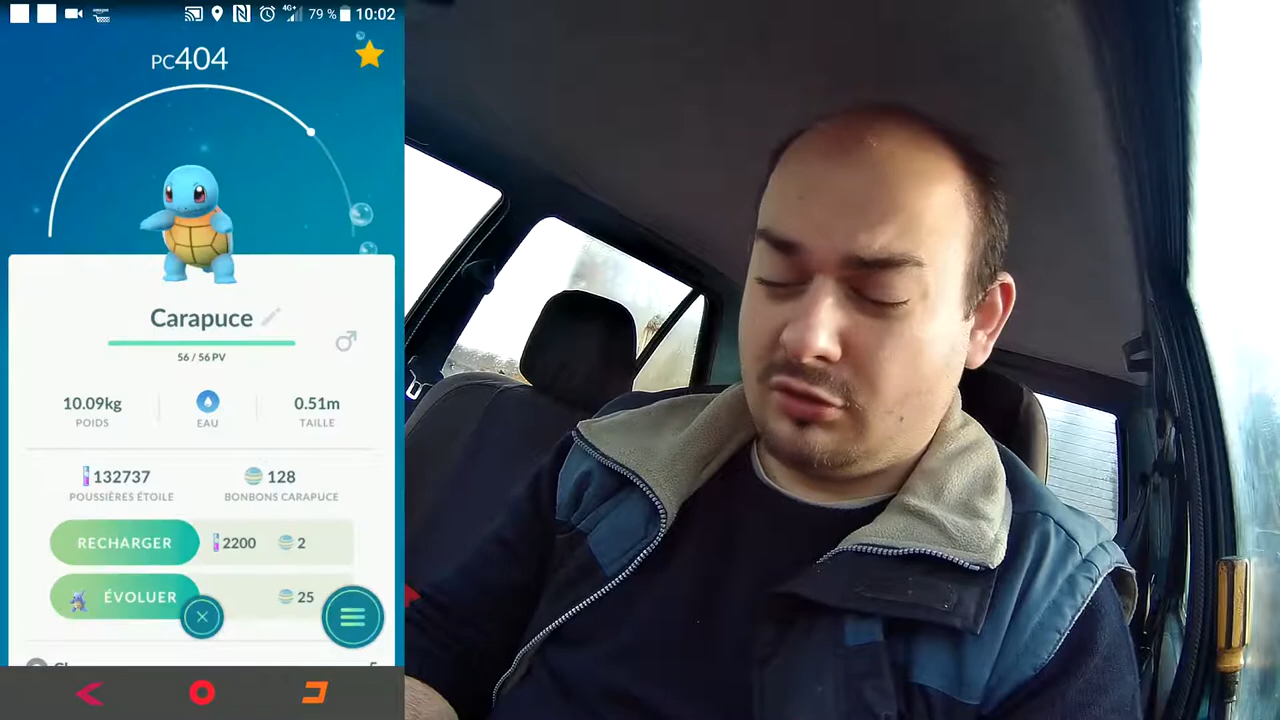 4G+ 79 % 10:02
PC404
Carapuce
56 / 56 PV
10.09kg
POIDS
EAU
0.51m
TAILLE
132737
POUSSIÈRES ÉTOILE
128
BONBONS CARAPUCE
RECHARGER 2200 2
ÉVOLUER 25